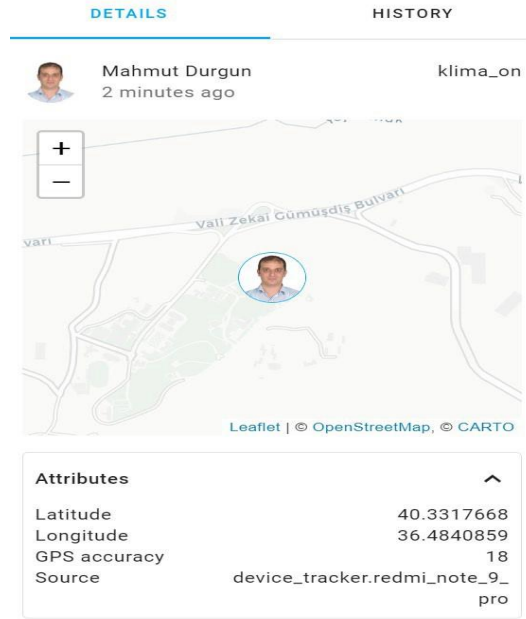 DETAILS HISTORY
Mahmut Durgun klima_on
2 minutes ago
+
−
Vali Zekai Gümüşdiş Bulvarı
varı
Leaflet | © OpenStreetMap, © CARTO
Attributes
Latitude 40.3317668
Longitude 36.4840859
GPS accuracy 18
Source device_tracker.redmi_note_9_
pro